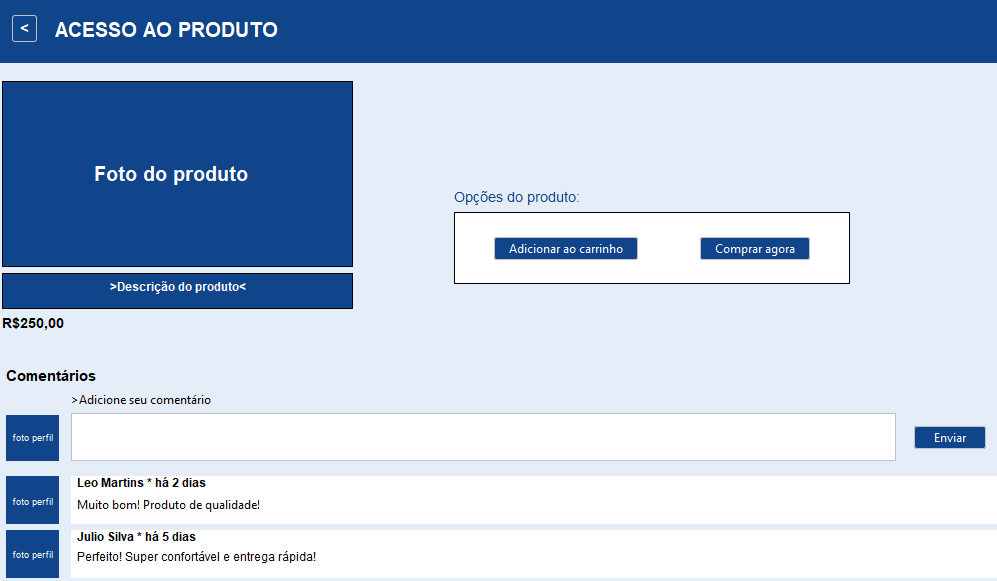 < ACESSO AO PRODUTO
Foto do produto
>Descrição do produto<
R$250,00
Opções do produto:
Adicionar ao carrinho
Comprar agora
Comentários
>Adicione seu comentário
foto perfil
Enviar
foto perfil
Leo Martins * há 2 dias
Muito bom! Produto de qualidade!
foto perfil
Julio Silva * há 5 dias
Perfeito! Super confortável e entrega rápida!